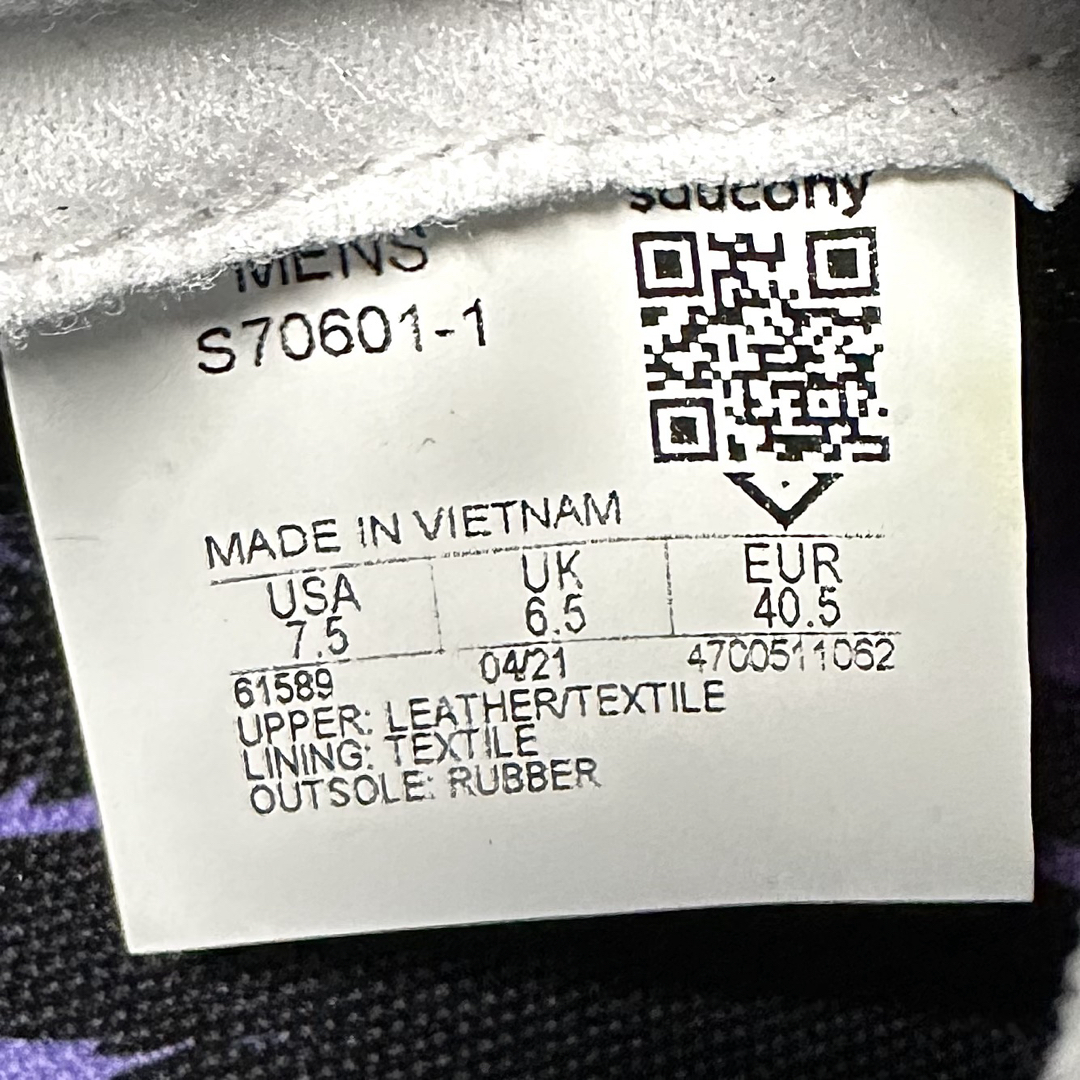 saucony
MENS
S70601-1
MADE IN VIETNAM
USA UK EUR
7.5 6.5 40.5
61589 04/21 4700511062
UPPER: LEATHER/TEXTILE
LINING: TEXTILE
OUTSOLE: RUBBER